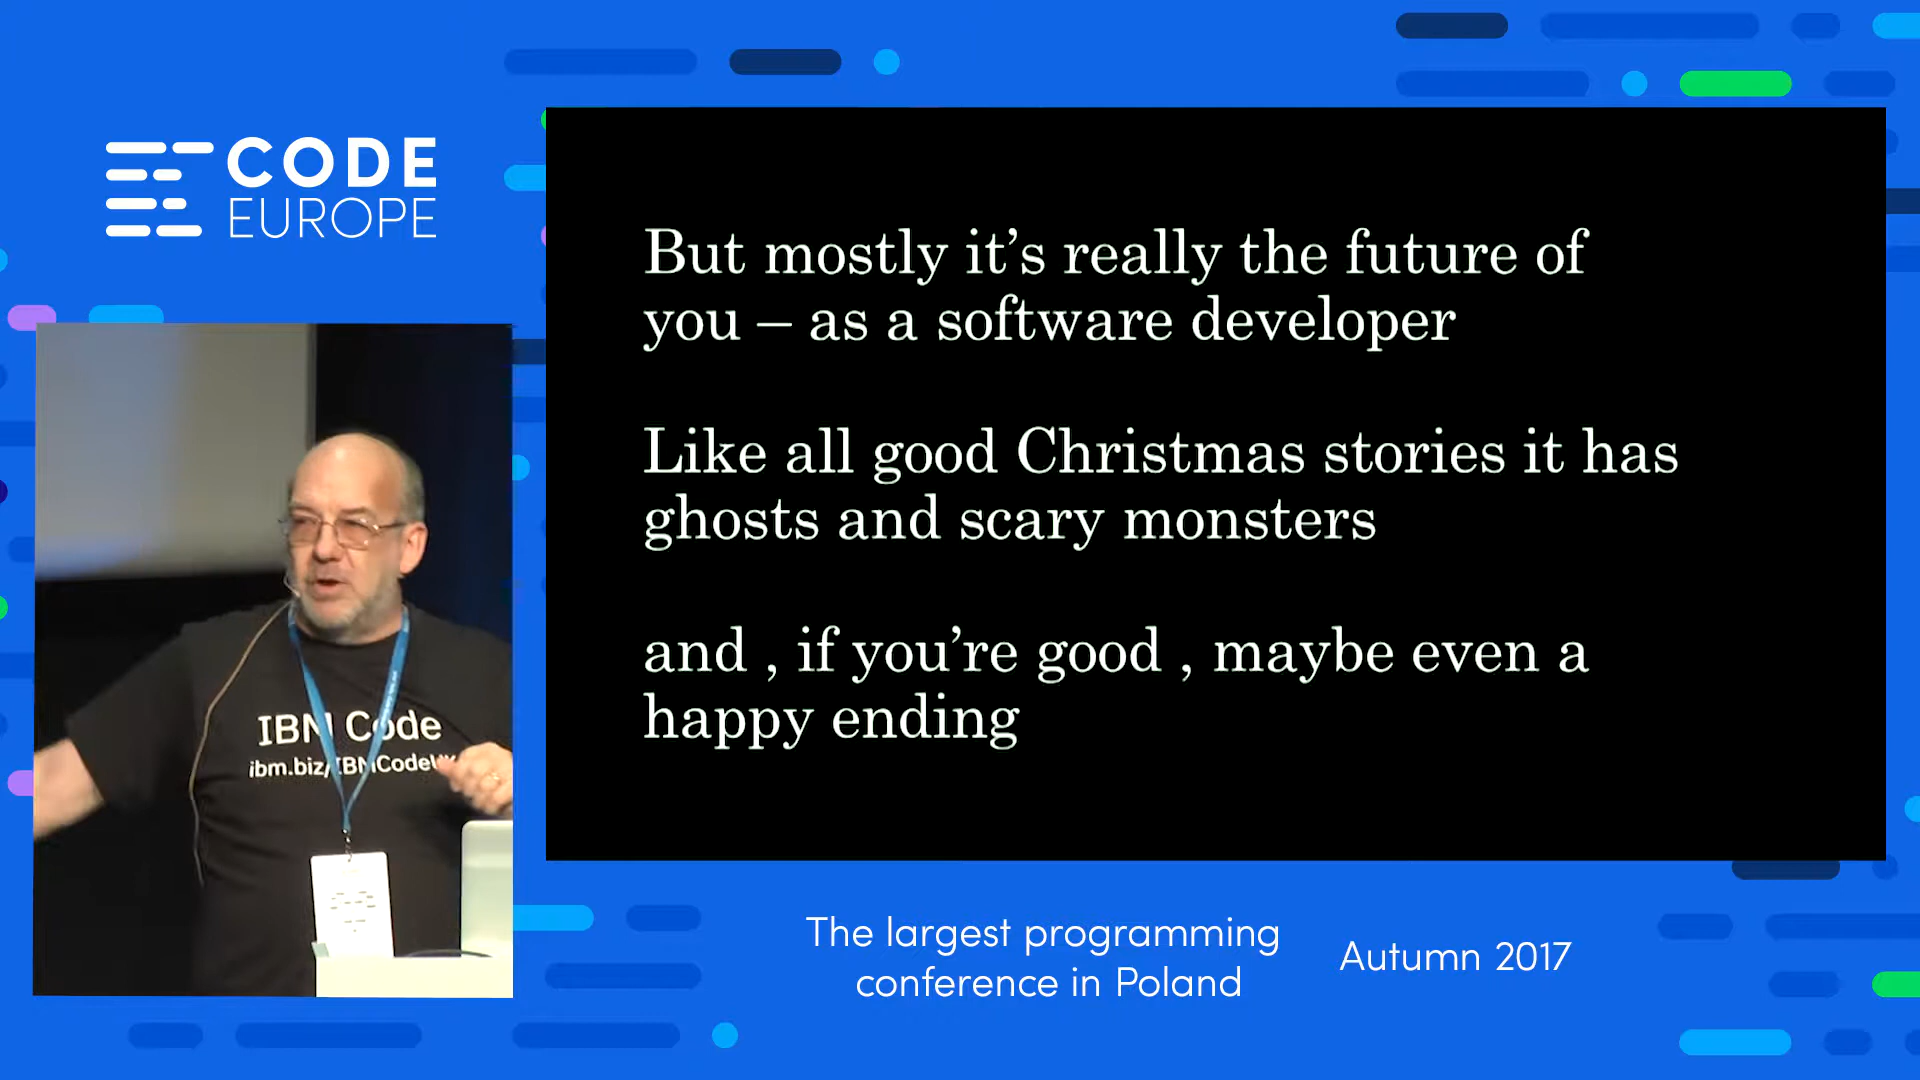 CODE
EUROPE
But mostly it’s really the future of
you – as a software developer
Like all good Christmas stories it has
ghosts and scary monsters
and , if you’re good , maybe even a
happy ending
IBM Code
The largest programming
conference in Poland
Autumn 2017